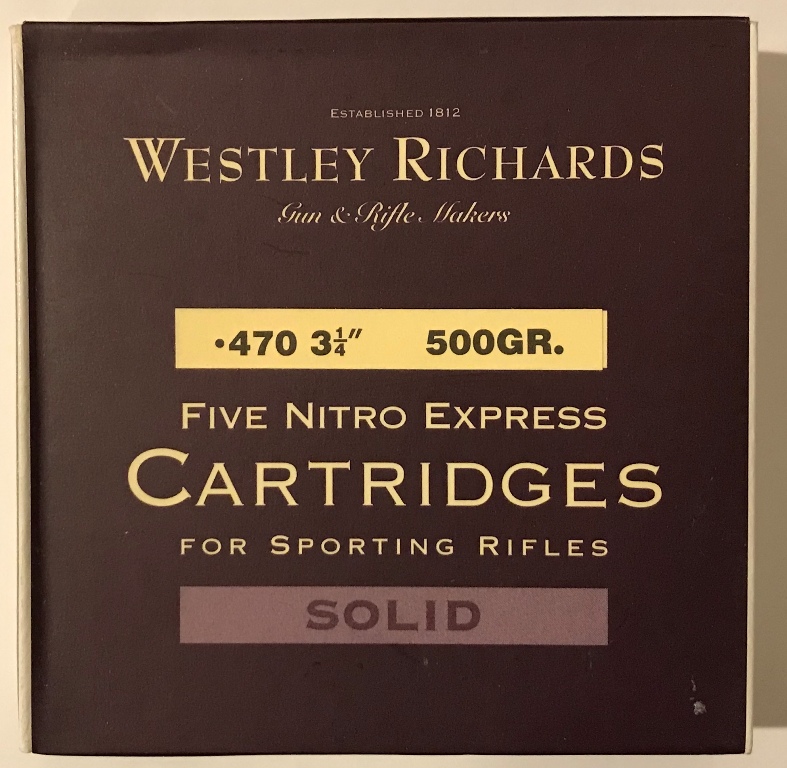 ESTABLISHED 1812
WESTLEY RICHARDS
Gun & Rifle Makers
·470 3¼" 500GR.
FIVE NITRO EXPRESS
CARTRIDGES
FOR SPORTING RIFLES
SOLID